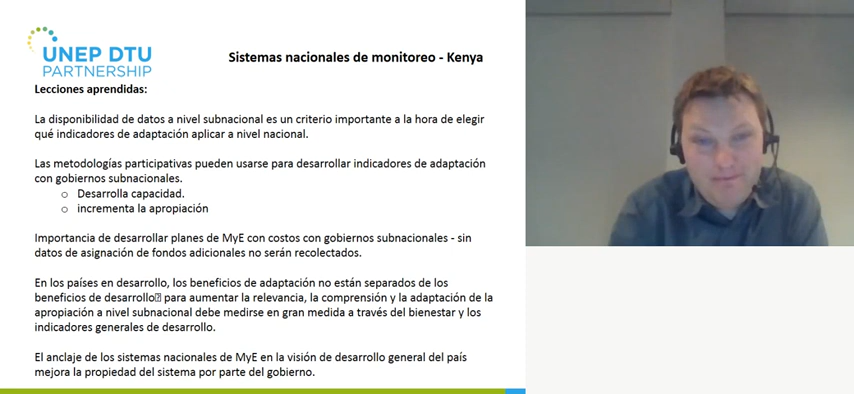 UNEP DTU
PARTNERSHIP
Sistemas nacionales de monitoreo - Kenya
Lecciones aprendidas:
La disponibilidad de datos a nivel subnacional es un criterio importante a la hora de elegir
qué indicadores de adaptación aplicar a nivel nacional.
Las metodologías participativas pueden usarse para desarrollar indicadores de adaptación
con gobiernos subnacionales.
o Desarrolla capacidad.
o incrementa la apropiación
Importancia de desarrollar planes de MyE con costos con gobiernos subnacionales - sin
datos de asignación de fondos adicionales no serán recolectados.
En los países en desarrollo, los beneficios de adaptación no están separados de los
beneficios de desarrollo para aumentar la relevancia, la comprensión y la adaptación de la
apropiación a nivel subnacional debe medirse en gran medida a través del bienestar y los
indicadores generales de desarrollo.
El anclaje de los sistemas nacionales de MyE en la visión de desarrollo general del país
mejora la propiedad del sistema por parte del gobierno.